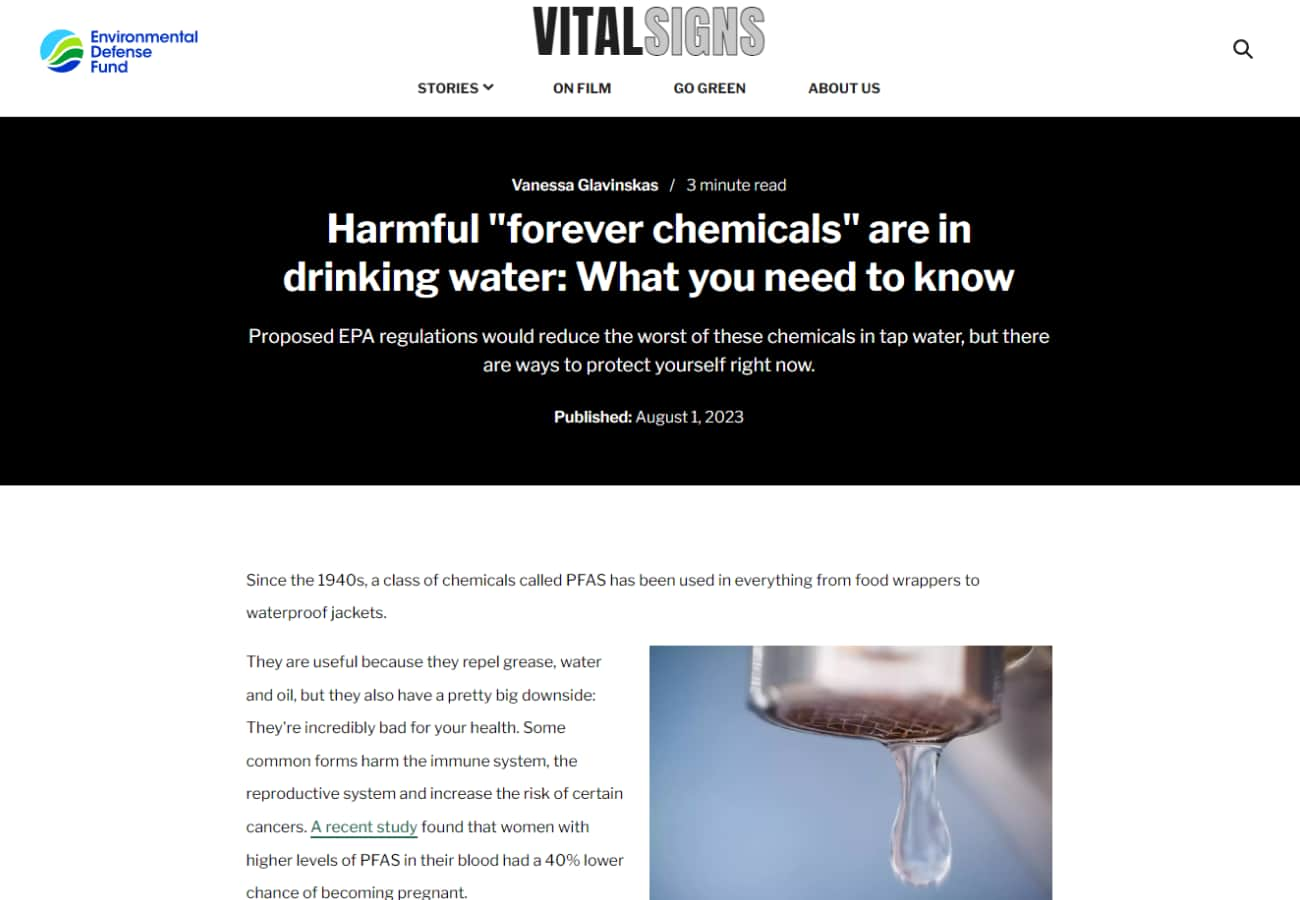 Environmental
Defense
Fund
VITALSIGNS
STORIES
ON FILM
GO GREEN
ABOUT US
Vanessa Glavinskas / 3 minute read
Harmful "forever chemicals" are in
drinking water: What you need to know
Proposed EPA regulations would reduce the worst of these chemicals in tap water, but there
are ways to protect yourself right now.
Published: August 1, 2023
Since the 1940s, a class of chemicals called PFAS has been used in everything from food wrappers to
waterproof jackets.
They are useful because they repel grease, water
and oil, but they also have a pretty big downside:
They're incredibly bad for your health. Some
common forms harm the immune system, the
reproductive system and increase the risk of certain
cancers. A recent study found that women with
higher levels of PFAS in their blood had a 40% lower
chance of becoming pregnant.